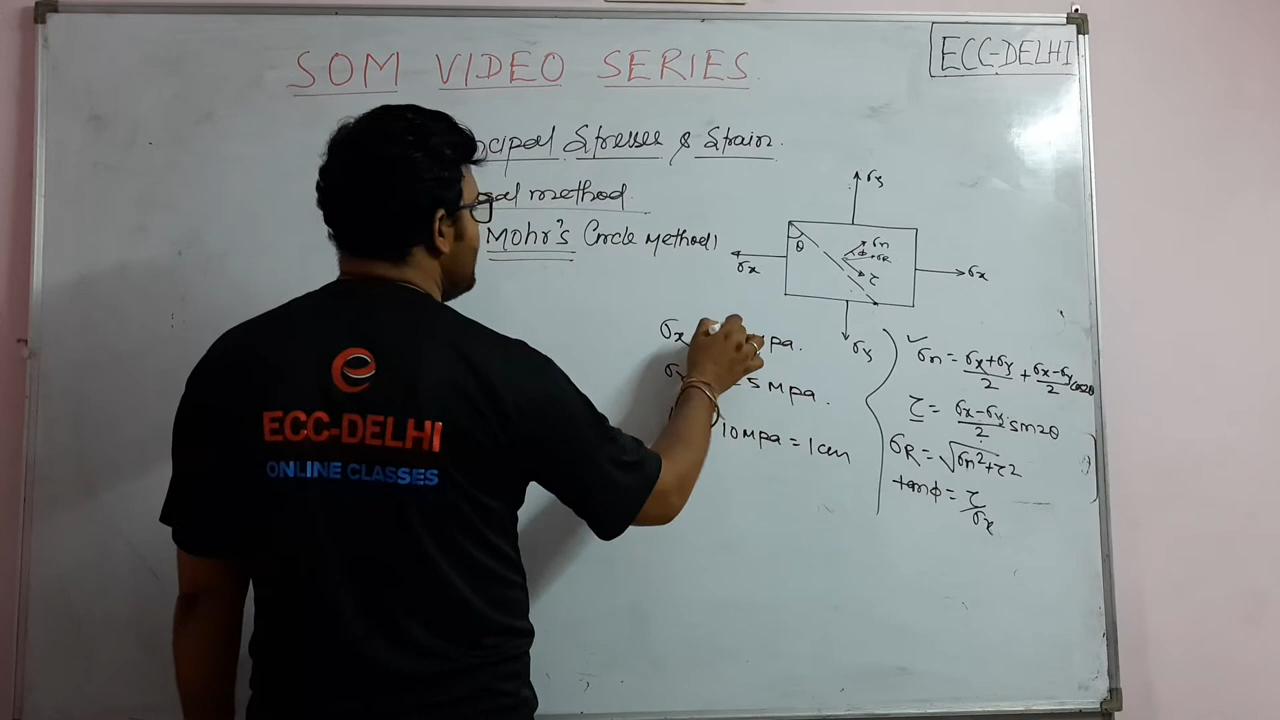 SOM VIDEO SERIES
ECC-DELHI
Stresses & Strain.
method
Mohr's Circle Method)
σy
θ
σn
ϕ
σR
τ
σx
σx
σy
σx mpa.
= 5 Mpa.
10 Mpa = 1 cm
σn = σx+σy/2 + σx-σy/2 cos2θ
τ = σx-σy/2 sin2θ
σR = √σn²+τ2
tanϕ = τ/σx
e
ECC-DELHI
ONLINE CLASSES